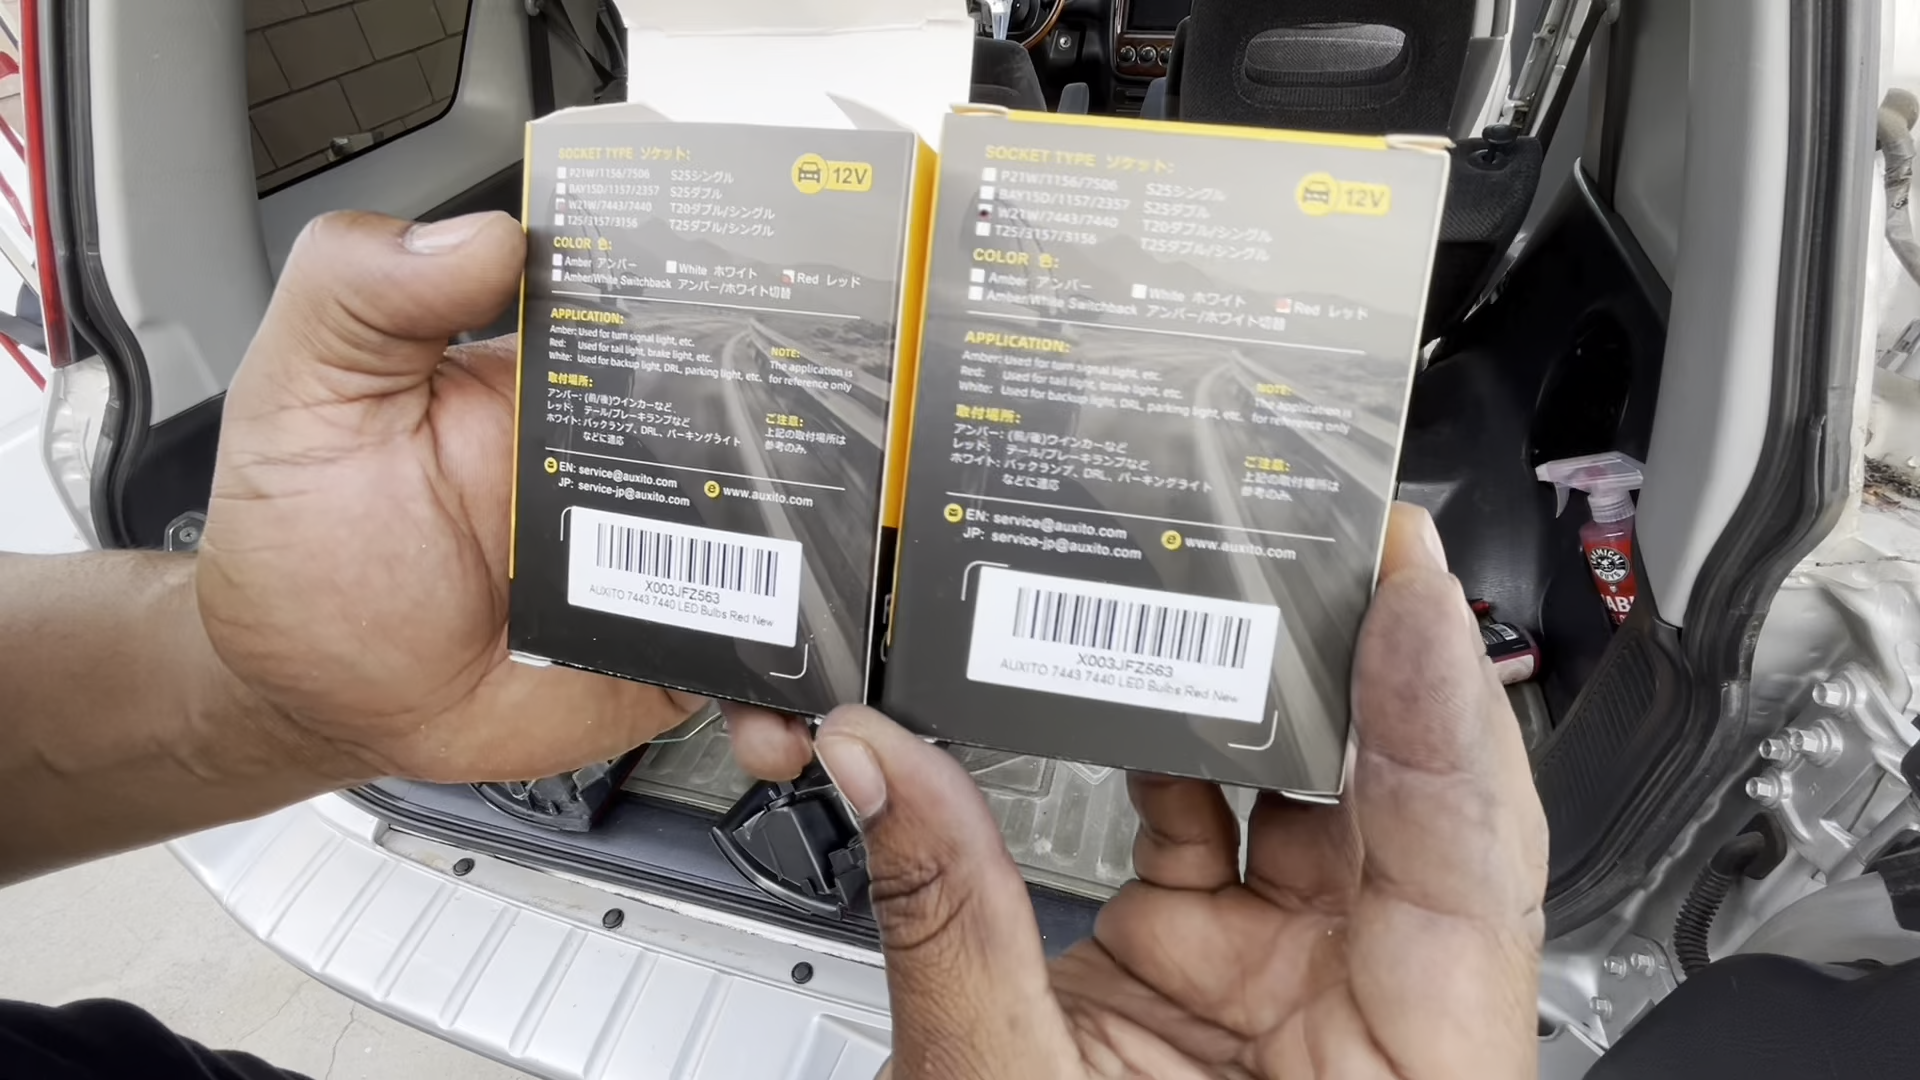 SOCKET TYPE ソケット:
12V
P21W/1156/7506 S25シングル
BAY15D/1157/2357 S25ダブル
W21W/7443/7440 T20ダブル/シングル
T25/3157/3156 T25ダブル/シングル
COLOR 色:
Amber アンバー White ホワイト Red レッド
Amber/White Switchback アンバー/ホワイト切替
APPLICATION:
Amber: Used for turn signal light, etc.
Red: Used for tail light, brake light, etc.
White: Used for backup light, DRL, parking light, etc.
NOTE:
The application is
for reference only
取付場所:
アンバー: (前/後)ウインカーなど
レッド: テール/ブレーキランプなど
ホワイト: バックランプ、DRL、パーキングライト
などに適応
ご注意:
上記の取付場所は
参考のみ.
EN: service@auxito.com
JP: service-jp@auxito.com
www.auxito.com
X003JFZ563
AUXITO 7443 7440 LED Bulbs Red New
SOCKET TYPE ソケット:
12V
P21W/1156/7506 S25シングル
BAY15D/1157/2357 S25ダブル
W21W/7443/7440 T20ダブル/シングル
T25/3157/3156 T25ダブル/シングル
COLOR 色:
Amber アンバー White ホワイト Red レッド
Amber/White Switchback アンバー/ホワイト切替
APPLICATION:
Amber: Used for turn signal light, etc.
Red: Used for tail light, brake light, etc.
White: Used for backup light, DRL, parking light, etc.
NOTE:
The application is
for reference only
取付場所:
アンバー: (前/後)ウインカーなど
レッド: テール/ブレーキランプなど
ホワイト: バックランプ、DRL、パーキングライト
などに適応
ご注意:
上記の取付場所は
参考のみ.
EN: service@auxito.com
JP: service-jp@auxito.com
www.auxito.com
X003JFZ563
AUXITO 7443 7440 LED Bulbs Red New
GUYS